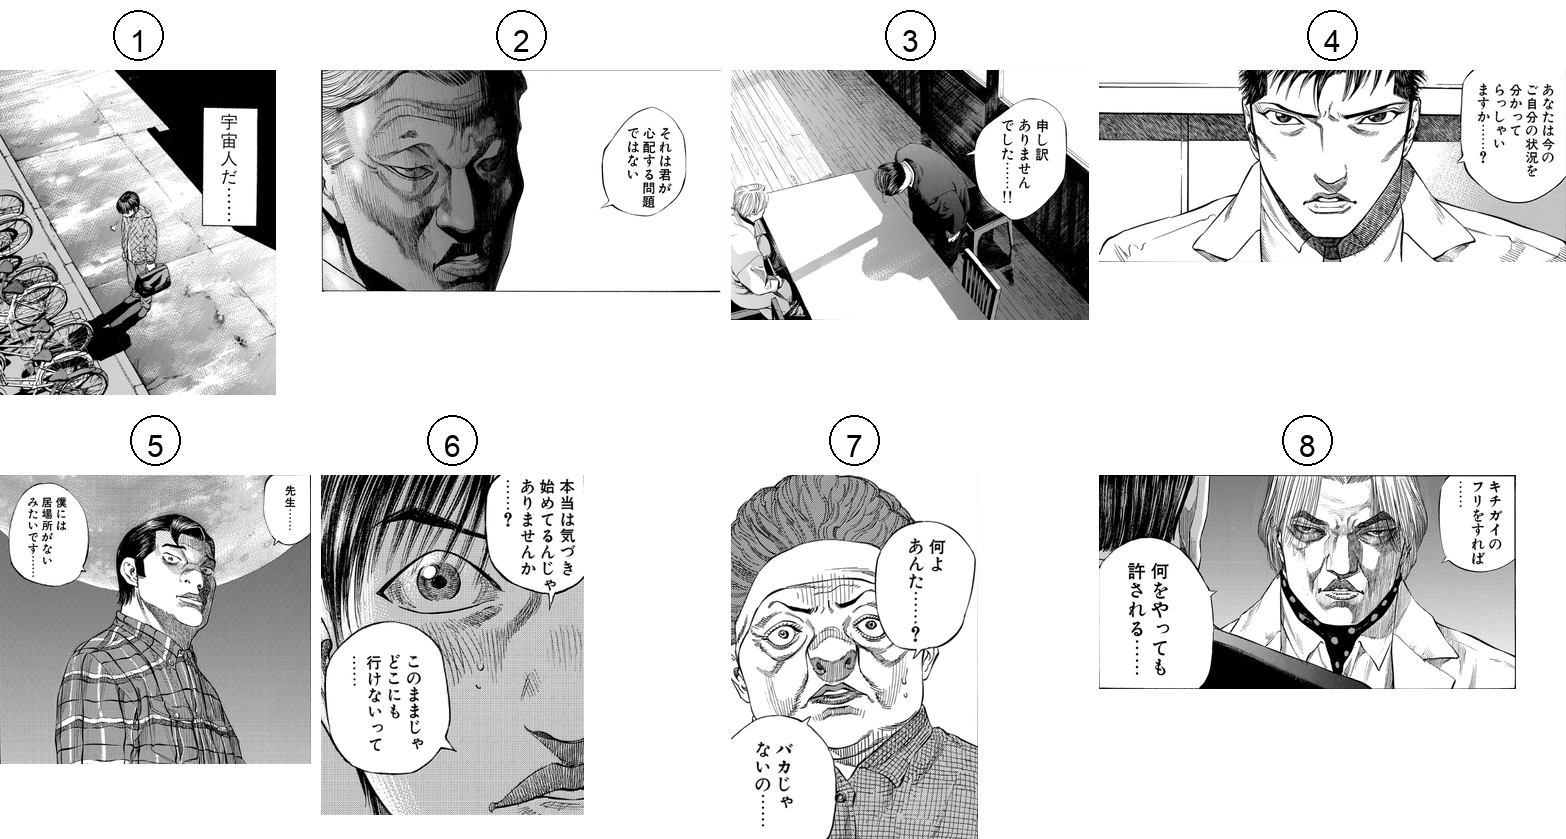 1
宇宙人だ……
2
それは君が
心配する問題
ではない
3
申し訳
ありません
でした……!!
4
あなたは今の
ご自分の状況を
分かって
らっしゃい
ますか……?
5
先生……
僕には
居場所がない
みたいです……
6
本当は気づき
始めてるんじゃ
ありませんか
……?
このままじゃ
どこにも
行けないって
……
7
何よ
あんた……?
バカじゃ
ないの……
8
キチガイの
フリをすれば
……
何をやっても
許される……